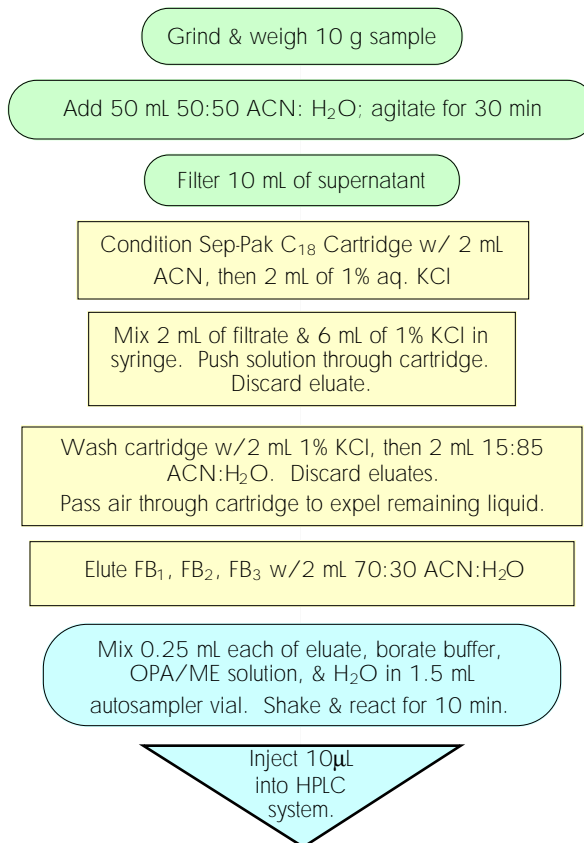 Grind & weigh 10 g sample
Add 50 mL 50:50 ACN: H₂O; agitate for 30 min
Filter 10 mL of supernatant
Condition Sep-Pak C₁₈ Cartridge w/ 2 mL
ACN, then 2 mL of 1% aq. KCl
Mix 2 mL of filtrate & 6 mL of 1% KCl in
syringe. Push solution through cartridge.
Discard eluate.
Wash cartridge w/2 mL 1% KCl, then 2 mL 15:85
ACN:H₂O. Discard eluates.
Pass air through cartridge to expel remaining liquid.
Elute FB₁, FB₂, FB₃ w/2 mL 70:30 ACN:H₂O
Mix 0.25 mL each of eluate, borate buffer,
OPA/ME solution, & H₂O in 1.5 mL
autosampler vial. Shake & react for 10 min.
Inject 10μL
into HPLC
system.